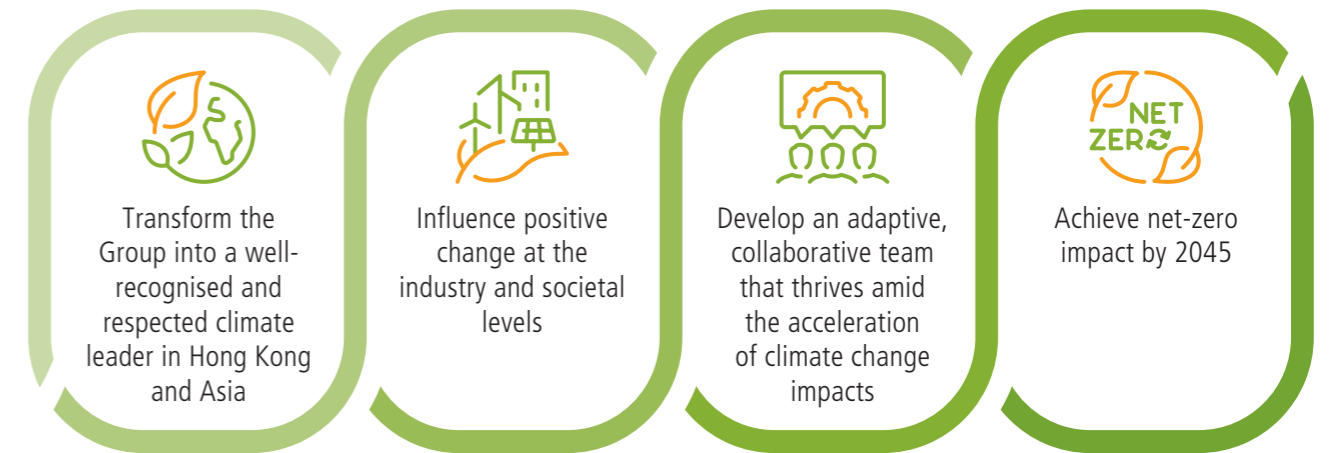 Transform the
Group into a well-
recognised and
respected climate
leader in Hong Kong
and Asia
Influence positive
change at the
industry and societal
levels
Develop an adaptive,
collaborative team
that thrives amid
the acceleration
of climate change
impacts
NET
ZERO
Achieve net-zero
impact by 2045